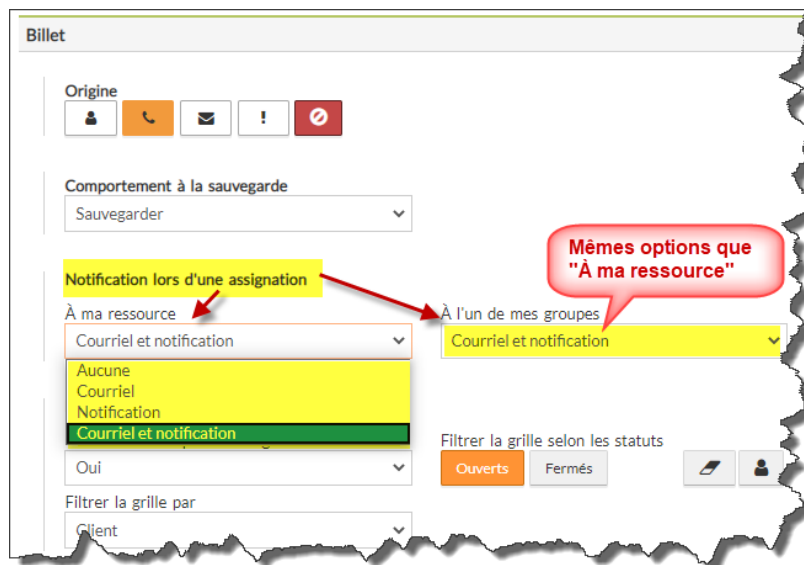 Billet
Origine
Comportement à la sauvegarde
Sauvegarder
Mêmes options que
"À ma ressource"
Notification lors d'une assignation
À ma ressource
À l'un de mes groupes
Courriel et notification
Courriel et notification
Aucune
Courriel
Notification
Courriel et notification
Filtrer la grille selon les statuts
Oui
Ouverts
Fermés
Filtrer la grille par
Client